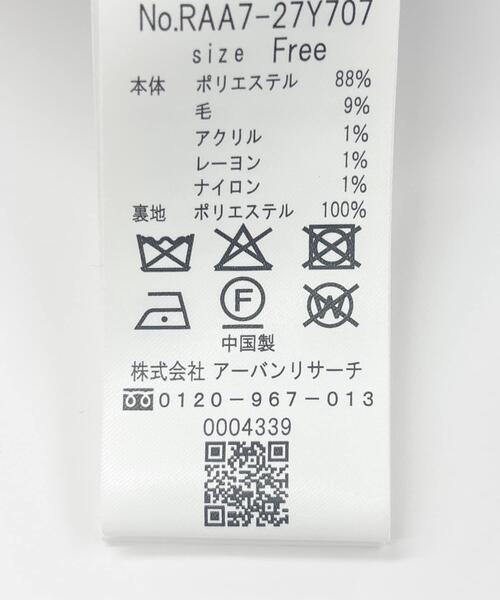 No.RAA7-27Y707
size Free
本体 ポリエステル 88%
毛 9%
アクリル 1%
レーヨン 1%
ナイロン 1%
裏地 ポリエステル 100%
F W
中国製
株式会社 アーバンリサーチ
0120-967-013
0004339